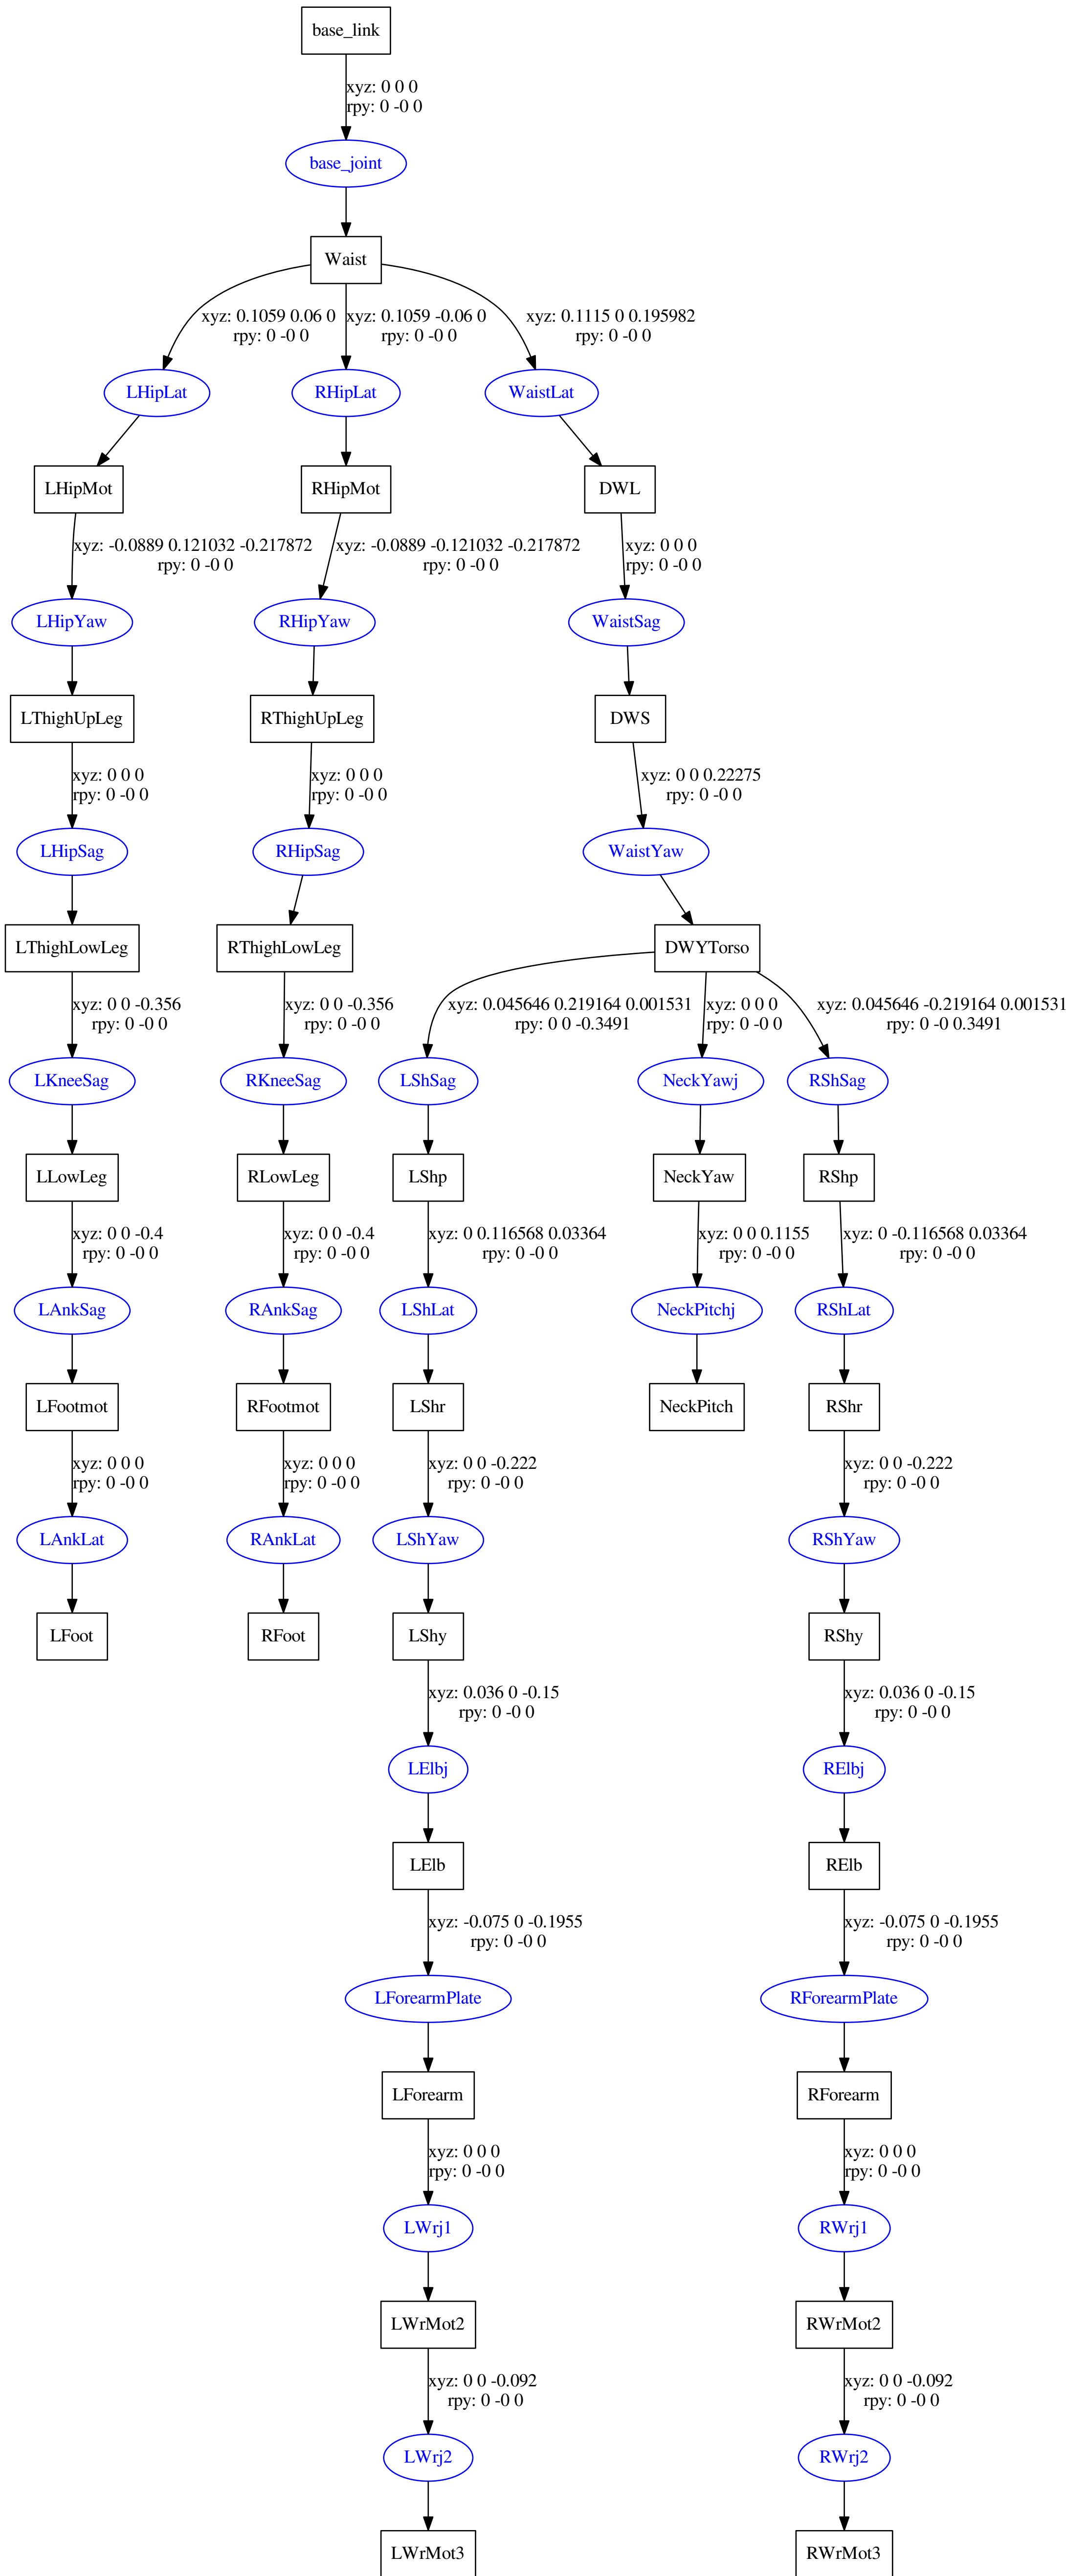 base_link
xyz: 0 0 0
rpy: 0 -0 0
base_joint
Waist
xyz: 0.1059 0.06 0
rpy: 0 -0 0
xyz: 0.1059 -0.06 0
rpy: 0 -0 0
xyz: 0.1115 0 0.195982
rpy: 0 -0 0
LHipLat
RHipLat
WaistLat
LHipMot
RHipMot
DWL
xyz: -0.0889 0.121032 -0.217872
rpy: 0 -0 0
xyz: -0.0889 -0.121032 -0.217872
rpy: 0 -0 0
xyz: 0 0 0
rpy: 0 -0 0
LHipYaw
RHipYaw
WaistSag
LThighUpLeg
RThighUpLeg
DWS
xyz: 0 0 0
rpy: 0 -0 0
xyz: 0 0 0
rpy: 0 -0 0
xyz: 0 0 0.22275
rpy: 0 -0 0
LHipSag
RHipSag
WaistYaw
LThighLowLeg
RThighLowLeg
DWYTorso
xyz: 0 0 -0.356
rpy: 0 -0 0
xyz: 0 0 -0.356
rpy: 0 -0 0
xyz: 0.045646 0.219164 0.001531
rpy: 0 0 -0.3491
xyz: 0 0 0
rpy: 0 -0 0
xyz: 0.045646 -0.219164 0.001531
rpy: 0 -0 0.3491
LKneeSag
RKneeSag
LShSag
NeckYawj
RShSag
LLowLeg
RLowLeg
LShp
NeckYaw
RShp
xyz: 0 0 -0.4
rpy: 0 -0 0
xyz: 0 0 -0.4
rpy: 0 -0 0
xyz: 0 0.116568 0.03364
rpy: 0 -0 0
xyz: 0 0 0.1155
rpy: 0 -0 0
xyz: 0 -0.116568 0.03364
rpy: 0 -0 0
LAnkSag
RAnkSag
LShLat
NeckPitchj
RShLat
LFootmot
RFootmot
LShr
NeckPitch
RShr
xyz: 0 0 0
rpy: 0 -0 0
xyz: 0 0 0
rpy: 0 -0 0
xyz: 0 0 -0.222
rpy: 0 -0 0
xyz: 0 0 -0.222
rpy: 0 -0 0
LAnkLat
RAnkLat
LShYaw
RShYaw
LFoot
RFoot
LShy
RShy
xyz: 0.036 0 -0.15
rpy: 0 -0 0
xyz: 0.036 0 -0.15
rpy: 0 -0 0
LElbj
RElbj
LElb
RElb
xyz: -0.075 0 -0.1955
rpy: 0 -0 0
xyz: -0.075 0 -0.1955
rpy: 0 -0 0
LForearmPlate
RForearmPlate
LForearm
RForearm
xyz: 0 0 0
rpy: 0 -0 0
xyz: 0 0 0
rpy: 0 -0 0
LWrj1
RWrj1
LWrMot2
RWrMot2
xyz: 0 0 -0.092
rpy: 0 -0 0
xyz: 0 0 -0.092
rpy: 0 -0 0
LWrj2
RWrj2
LWrMot3
RWrMot3